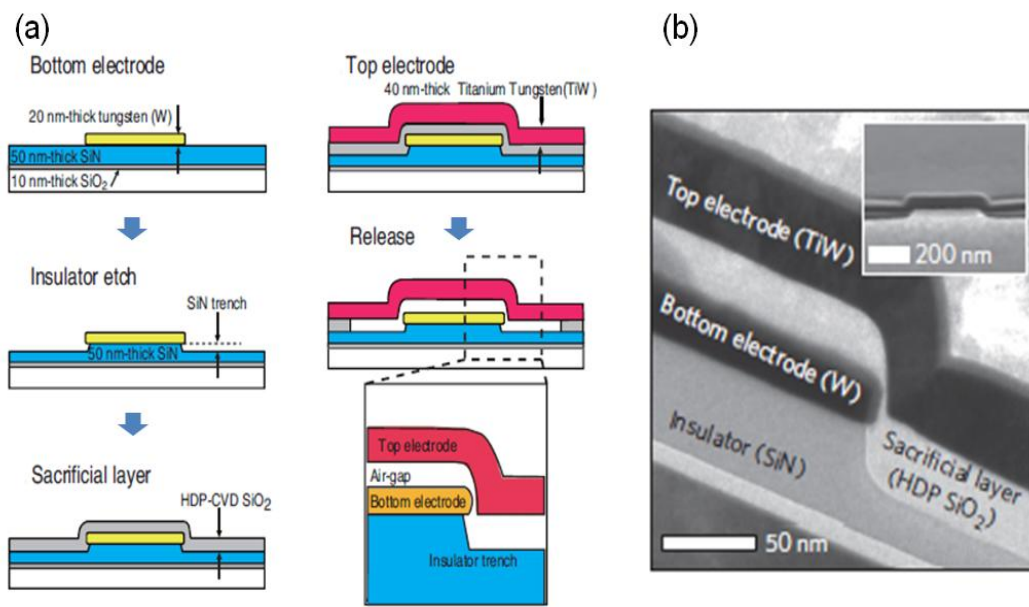 (a)
Bottom electrode
20 nm-thick tungsten (W)
50 nm-thick SiN
10 nm-thick SiO₂
Insulator etch
SiN trench
50 nm-thick SiN
Sacrificial layer
HDP-CVD SiO₂
Top electrode
40 nm-thick Titanium Tungsten(TiW)
Release
Top electrode
Air-gap
Bottom electrode
Insulator trench
(b)
Top electrode (TiW)
200 nm
Bottom electrode (W)
Insulator (SiN)
Sacrificial layer
(HDP SiO₂)
50 nm